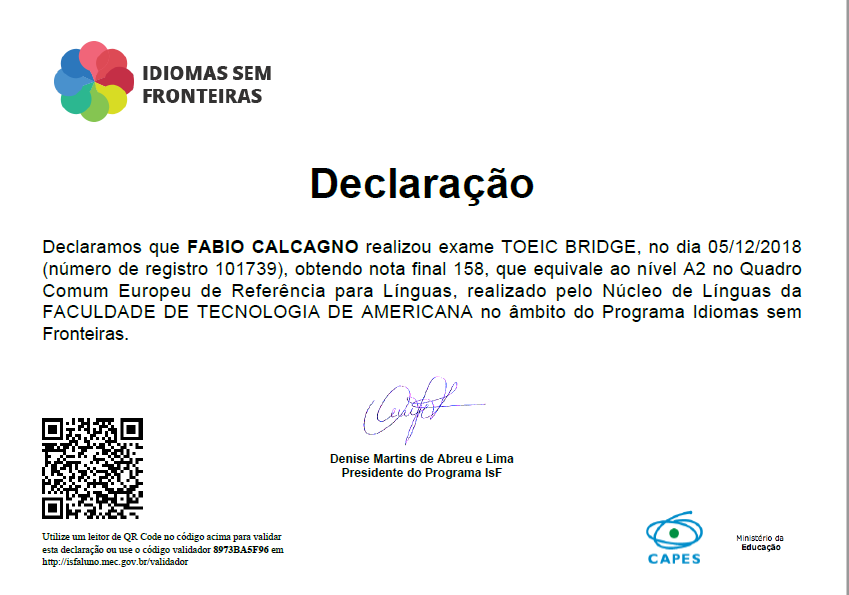 IDIOMAS SEM
FRONTEIRAS
Declaração
Declaramos que FABIO CALCAGNO realizou exame TOEIC BRIDGE, no dia 05/12/2018
(número de registro 101739), obtendo nota final 158, que equivale ao nível A2 no Quadro
Comum Europeu de Referência para Línguas, realizado pelo Núcleo de Línguas da
FACULDADE DE TECNOLOGIA DE AMERICANA no âmbito do Programa Idiomas sem
Fronteiras.
Denise Martins de Abreu e Lima
Presidente do Programa IsF
Utilize um leitor de QR Code no código acima para validar
esta declaração ou use o código validador 8973BA5F96 em
http://isfaluno.mec.gov.br/validador
CAPES
Ministério da
Educação